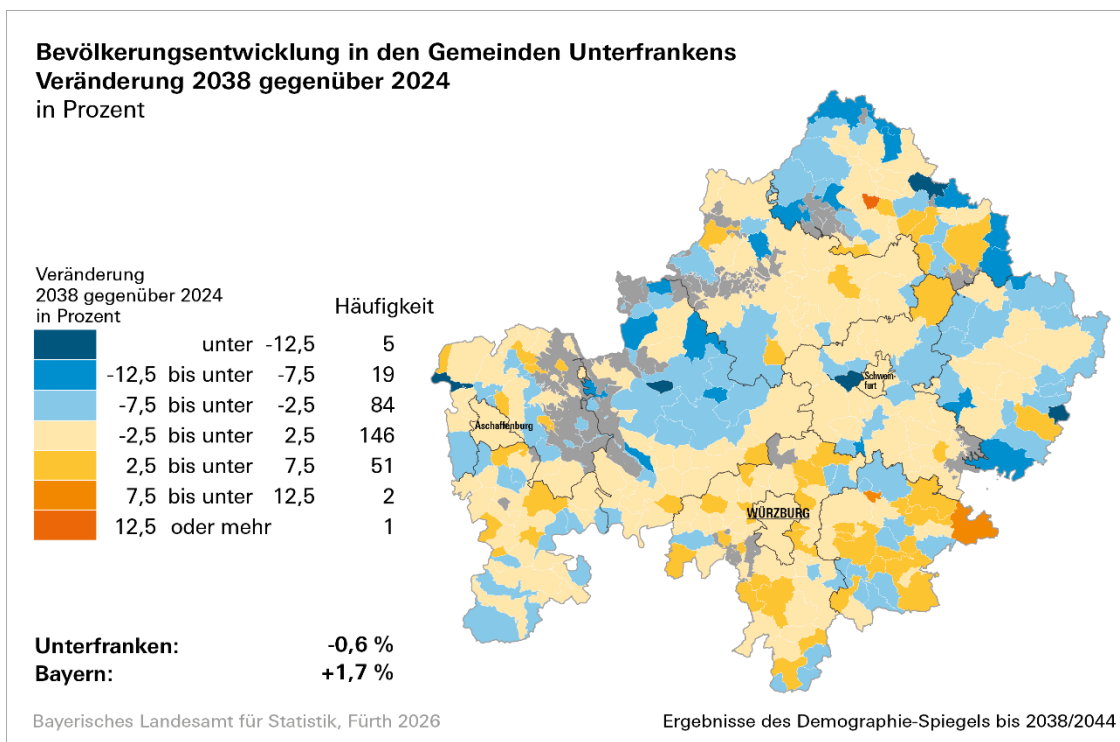 Bevölkerungsentwicklung in den Gemeinden Unterfrankens
Veränderung 2038 gegenüber 2024
in Prozent
Veränderung
2038 gegenüber 2024
in Prozent
Häufigkeit
unter -12,5 5
-12,5 bis unter -7,5 19
-7,5 bis unter -2,5 84
-2,5 bis unter 2,5 146
2,5 bis unter 7,5 51
7,5 bis unter 12,5 2
12,5 oder mehr 1
Schwein-
furt
Aschaffenburg
WÜRZBURG
Unterfranken: -0,6 %
Bayern: +1,7 %
Bayerisches Landesamt für Statistik, Fürth 2026
Ergebnisse des Demographie-Spiegels bis 2038/2044